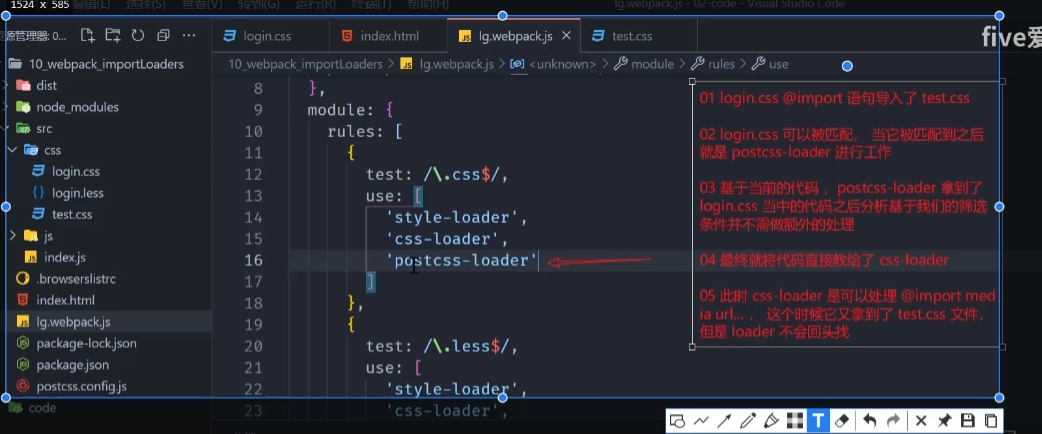 1524 x 585
编辑(E) 选择(S) 查看(V) 转到(G) 运行(R) 终端(T) 帮助(H)
lg.webpack.js - 02-code - Visual Studio Code
源管理器: 0...
login.css
index.html
lg.webpack.js
test.css
five爱
10_webpack_importLoaders
dist
node_modules
src
css
login.css
login.less
test.css
js
index.js
.browserslistrc
index.html
lg.webpack.js
package-lock.json
package.json
postcss.config.js
code
10_webpack_importLoaders > lg.webpack.js > <unknown> > module > rules > use
8 },
9 module: {
10 rules: [
11 {
12 test: /\.css$/,
13 use: [
14 'style-loader',
15 'css-loader',
16 'postcss-loader'
17 ]
18 },
19 {
20 test: /\.less$/,
21 use: [
22 'style-loader',
23 'css-loader',
01 login.css @import 语句导入了 test.css
02 login.css 可以被匹配， 当它被匹配到之后
就是 postcss-loader 进行工作
03 基于当前的代码 ，postcss-loader 拿到了
login.css 当中的代码之后分析基于我们的筛选
条件并不需做额外的处理
04 最终就将代码直接教给了 css-loader
05 此时 css-loader 是可以处理 @import med
ia url... ， 这个时候它又拿到了 test.css 文件，
但是 loader 不会回头找
T